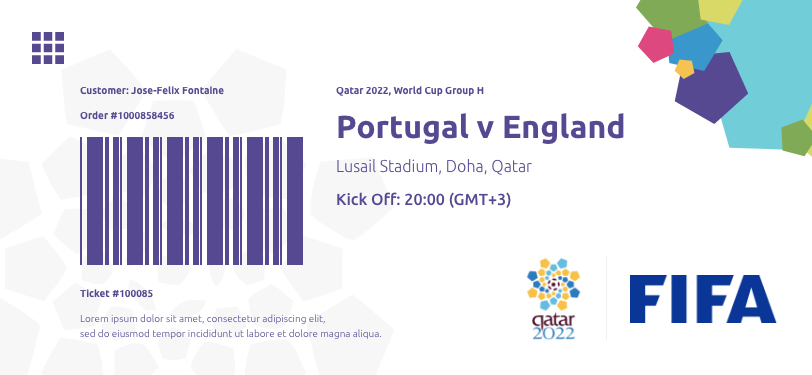 Customer: Jose-Felix Fontaine
Order #1000858456
Ticket #100085
Lorem ipsum dolor sit amet, consectetur adipiscing elit,
sed do eiusmod tempor incididunt ut labore et dolore magna aliqua.
Qatar 2022, World Cup Group H
Portugal v England
Lusail Stadium, Doha, Qatar
Kick Off: 20:00 (GMT+3)
qatar
2022
FIFA